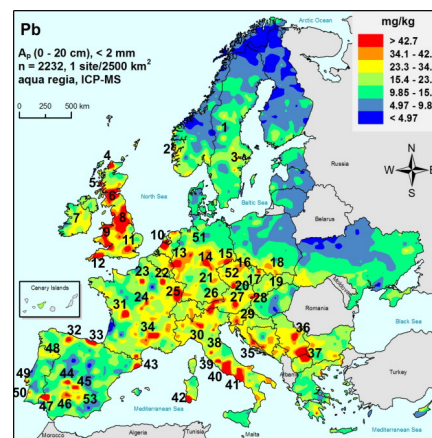 Pb
Ap (0 - 20 cm), < 2 mm
n = 2232, 1 site/2500 km²
aqua regia, ICP-MS
0 250 500 km
mg/kg
> 42.7
34.1 - 42.
23.3 - 34.
15.4 - 23.
9.85 - 15.
4.97 - 9.8
< 4.97
Arctic Ocean
N
W E
S
1
2
3
4
5
6
7
8
9
10
11
12
North Sea
Baltic Sea
Russia
Belarus
51
13 14 15 16 18
23 22 21 52 17 19
20
24 25 26 27 28
31 29
Canary Islands
Romania
34 30
32 33
36
Black Sea
48 43 39 38 35 37
49 44 40 41
45
50 47 46 53 42
Albania
Turkey
Mediterranean Sea
Mediterranean Sea
Morocco Algeria Tunisia Malta